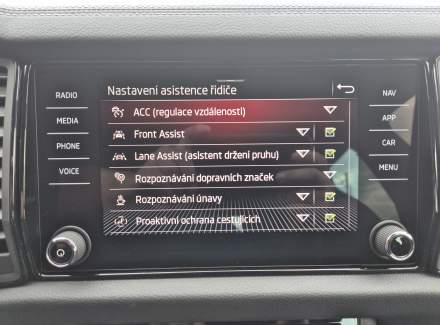 Nastavení asistence řidiče
RADIO
MEDIA
PHONE
VOICE
ACC (regulace vzdálenosti)
Front Assist
Lane Assist (asistent držení pruhu)
Rozpoznávání dopravních značek
Rozpoznávání únavy
Proaktivní ochrana cestujících
NAV
APP
CAR
MENU